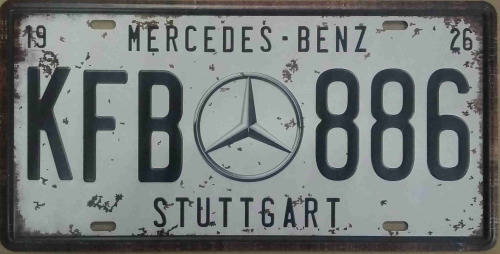 19 MERCEDES-BENZ 26
KFB 886
STUTTGART